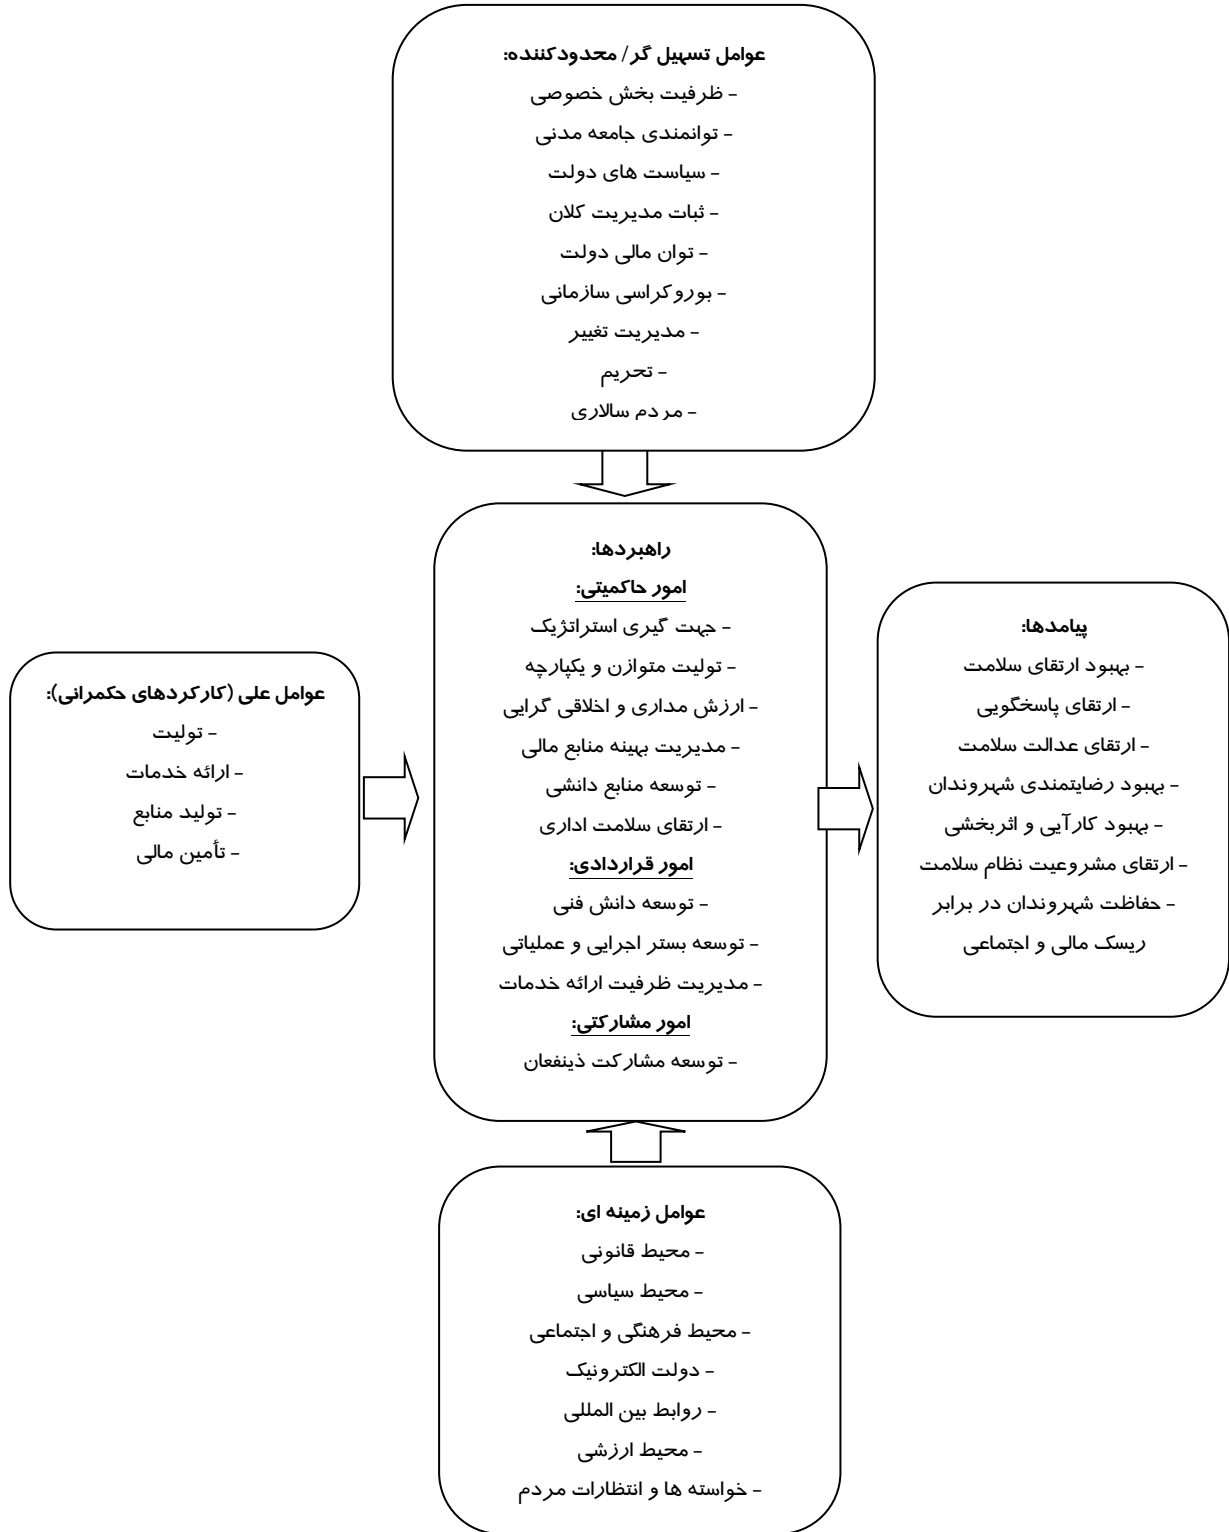 عوامل تسهیل گر/ محدودکننده:
- ظرفیت بخش خصوصی
- توانمندی جامعه مدنی
- سیاست های دولت
- ثبات مدیریت کلان
- توان مالی دولت
- بوروکراسی سازمانی
- مدیریت تغییر
- تحریم
- مردم سالاری
راهبردها:
امور حاکمیتی:
- جهت گیری استراتژیک
- تولیت متوازن و یکپارچه
- ارزش مداری و اخلاقی گرایی
- مدیریت بهینه منابع مالی
- توسعه منابع دانشی
- ارتقای سلامت اداری
امور قراردادی:
- توسعه دانش فنی
- توسعه بستر اجرایی و عملیاتی
- مدیریت ظرفیت ارائه خدمات
امور مشارکتی:
- توسعه مشارکت ذینفعان
پیامدها:
- بهبود ارتقای سلامت
- ارتقای پاسخگویی
- ارتقای عدالت سلامت
- بهبود رضایتمندی شهروندان
- بهبود کارآیی و اثربخشی
- ارتقای مشروعیت نظام سلامت
- حفاظت شهروندان در برابر
ریسک مالی و اجتماعی
عوامل علی (کارکردهای حکمرانی):
- تولیت
- ارائه خدمات
- تولید منابع
- تأمین مالی
عوامل زمینه ای:
- محیط قانونی
- محیط سیاسی
- محیط فرهنگی و اجتماعی
- دولت الکترونیک
- روابط بین المللی
- محیط ارزشی
- خواسته ها و انتظارات مردم